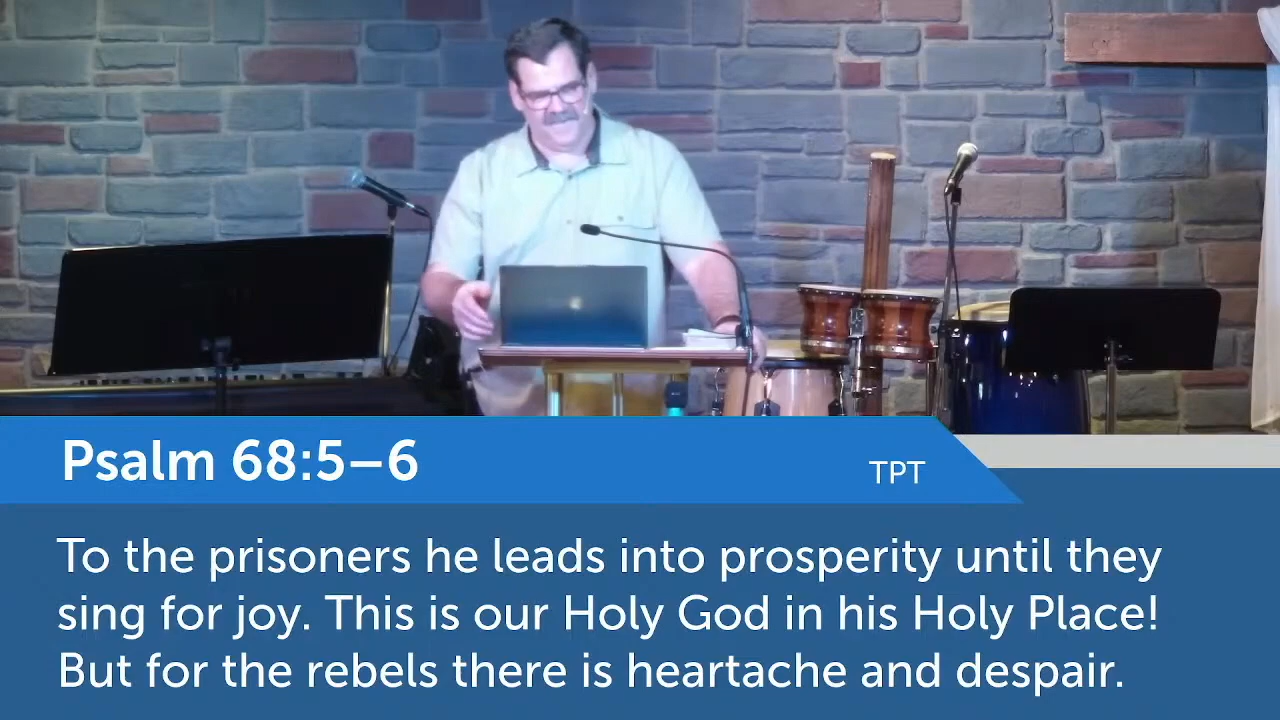 Psalm 68:5–6
TPT
To the prisoners he leads into prosperity until they
sing for joy. This is our Holy God in his Holy Place!
But for the rebels there is heartache and despair.